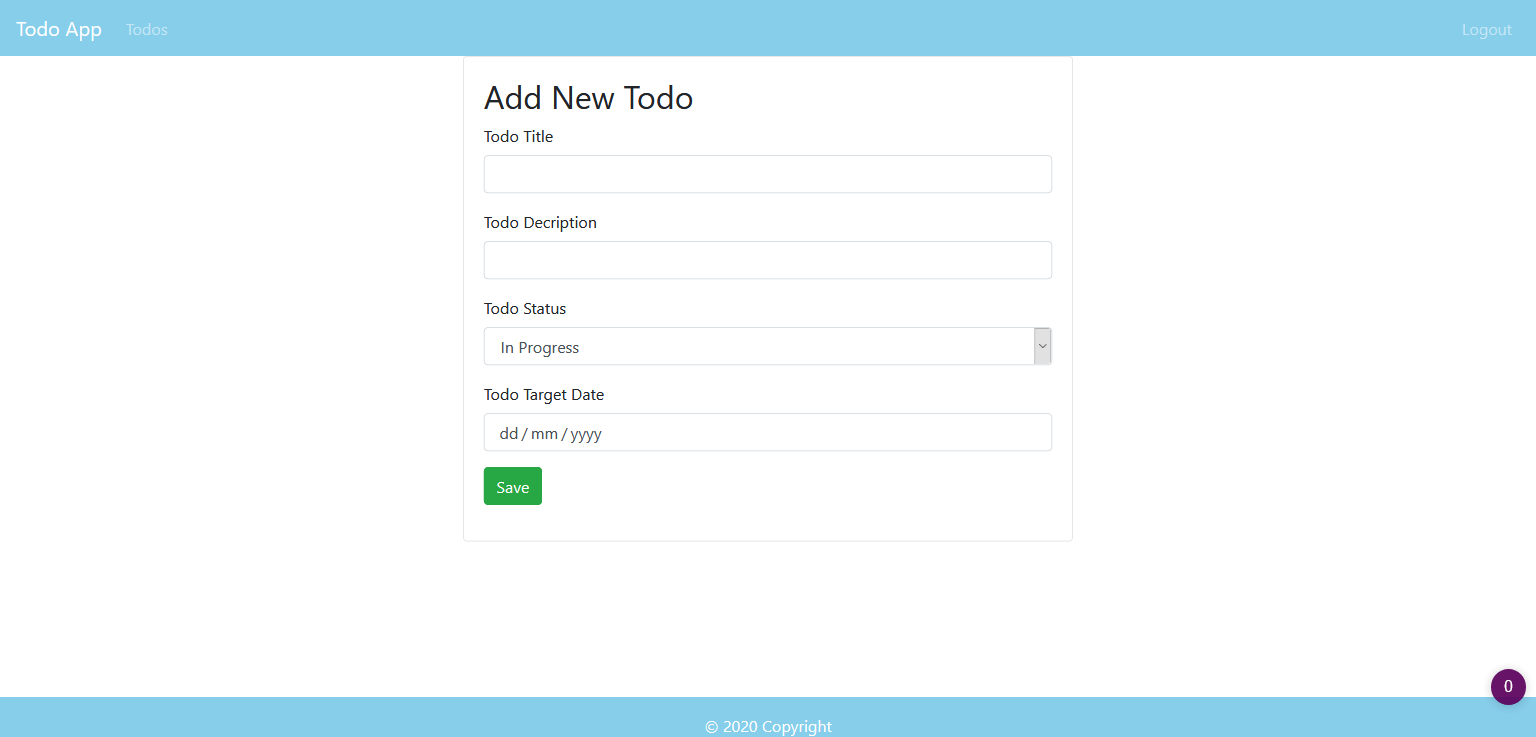 Todo App Todos Logout
Add New Todo
Todo Title
Todo Decription
Todo Status
In Progress
Todo Target Date
dd / mm / yyyy
Save
0
© 2020 Copyright